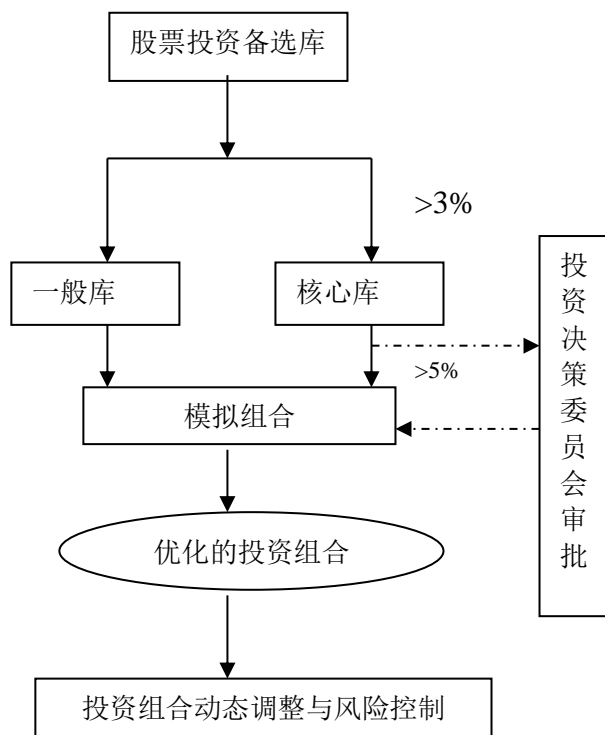 股票投资备选库
>3%
一般库
核心库
>5%
模拟组合
投资决策委员会审批
优化的投资组合
投资组合动态调整与风险控制